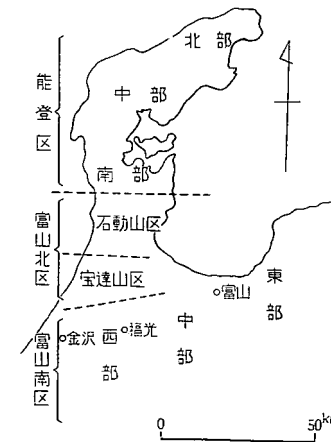 北部
中部
南部
能登区
石動山区
宝達山区
富山北区
東部
富山
中部
福光
金沢
西部
富山南区
0 50km